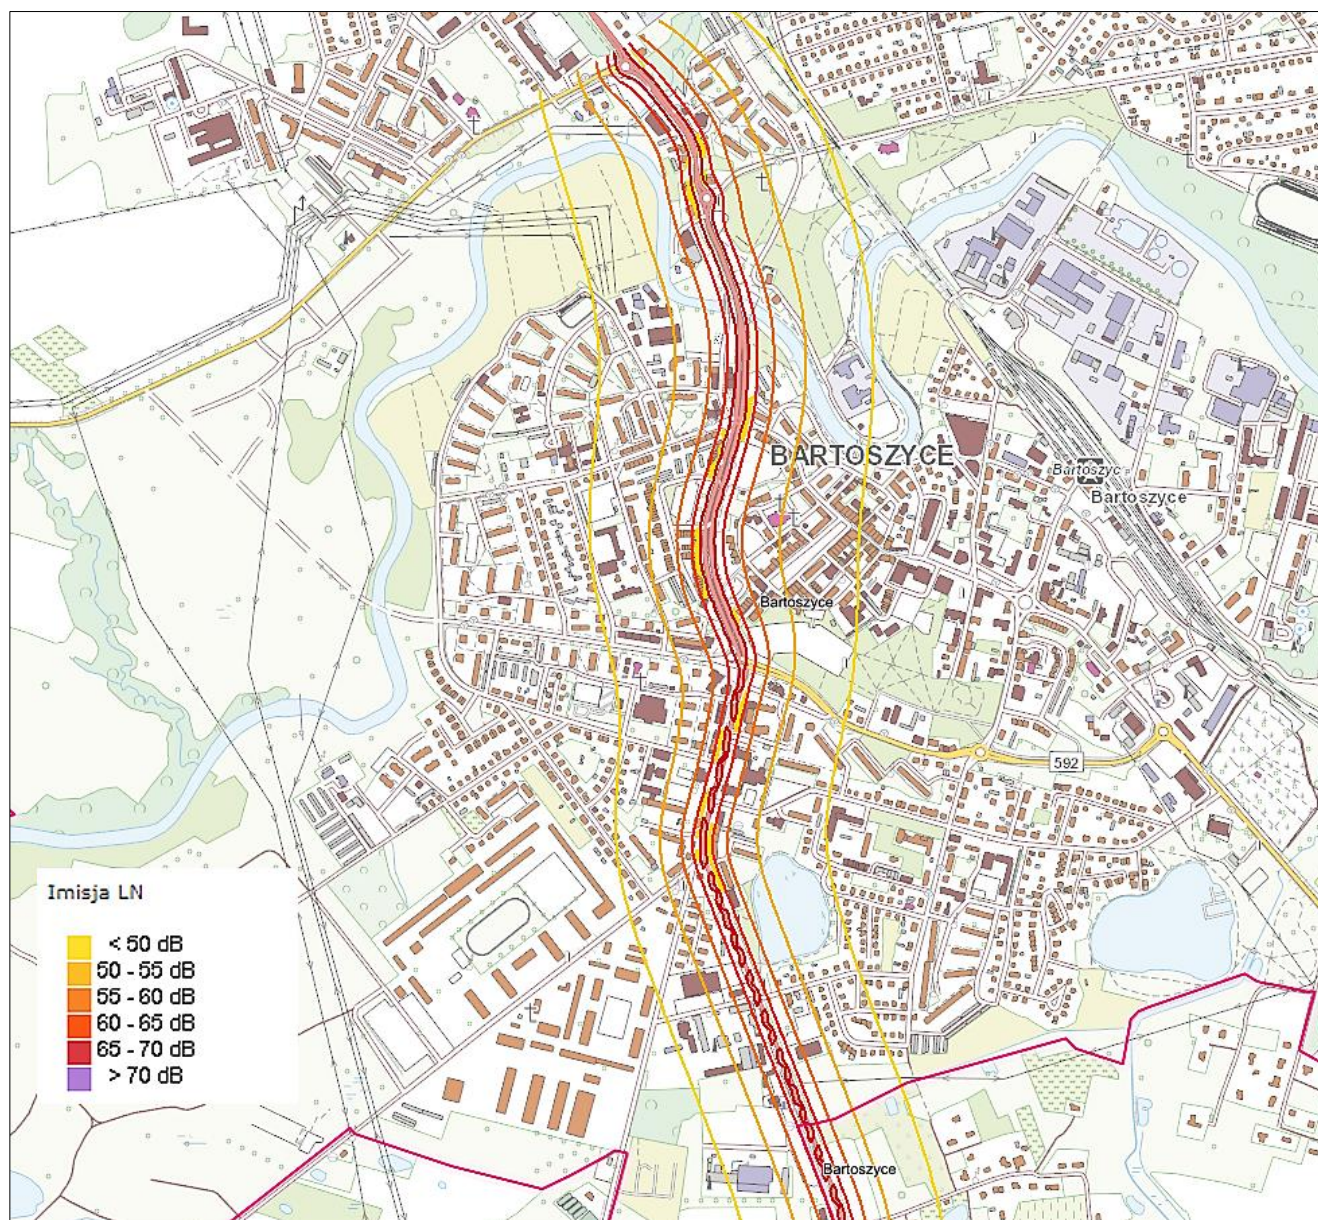 BARTOSZYCE
Bartoszyc
Bartoszyce
Bartoszyce
592
Imisja LN
< 50 dB
50 - 55 dB
55 - 60 dB
60 - 65 dB
65 - 70 dB
> 70 dB
Bartoszyce